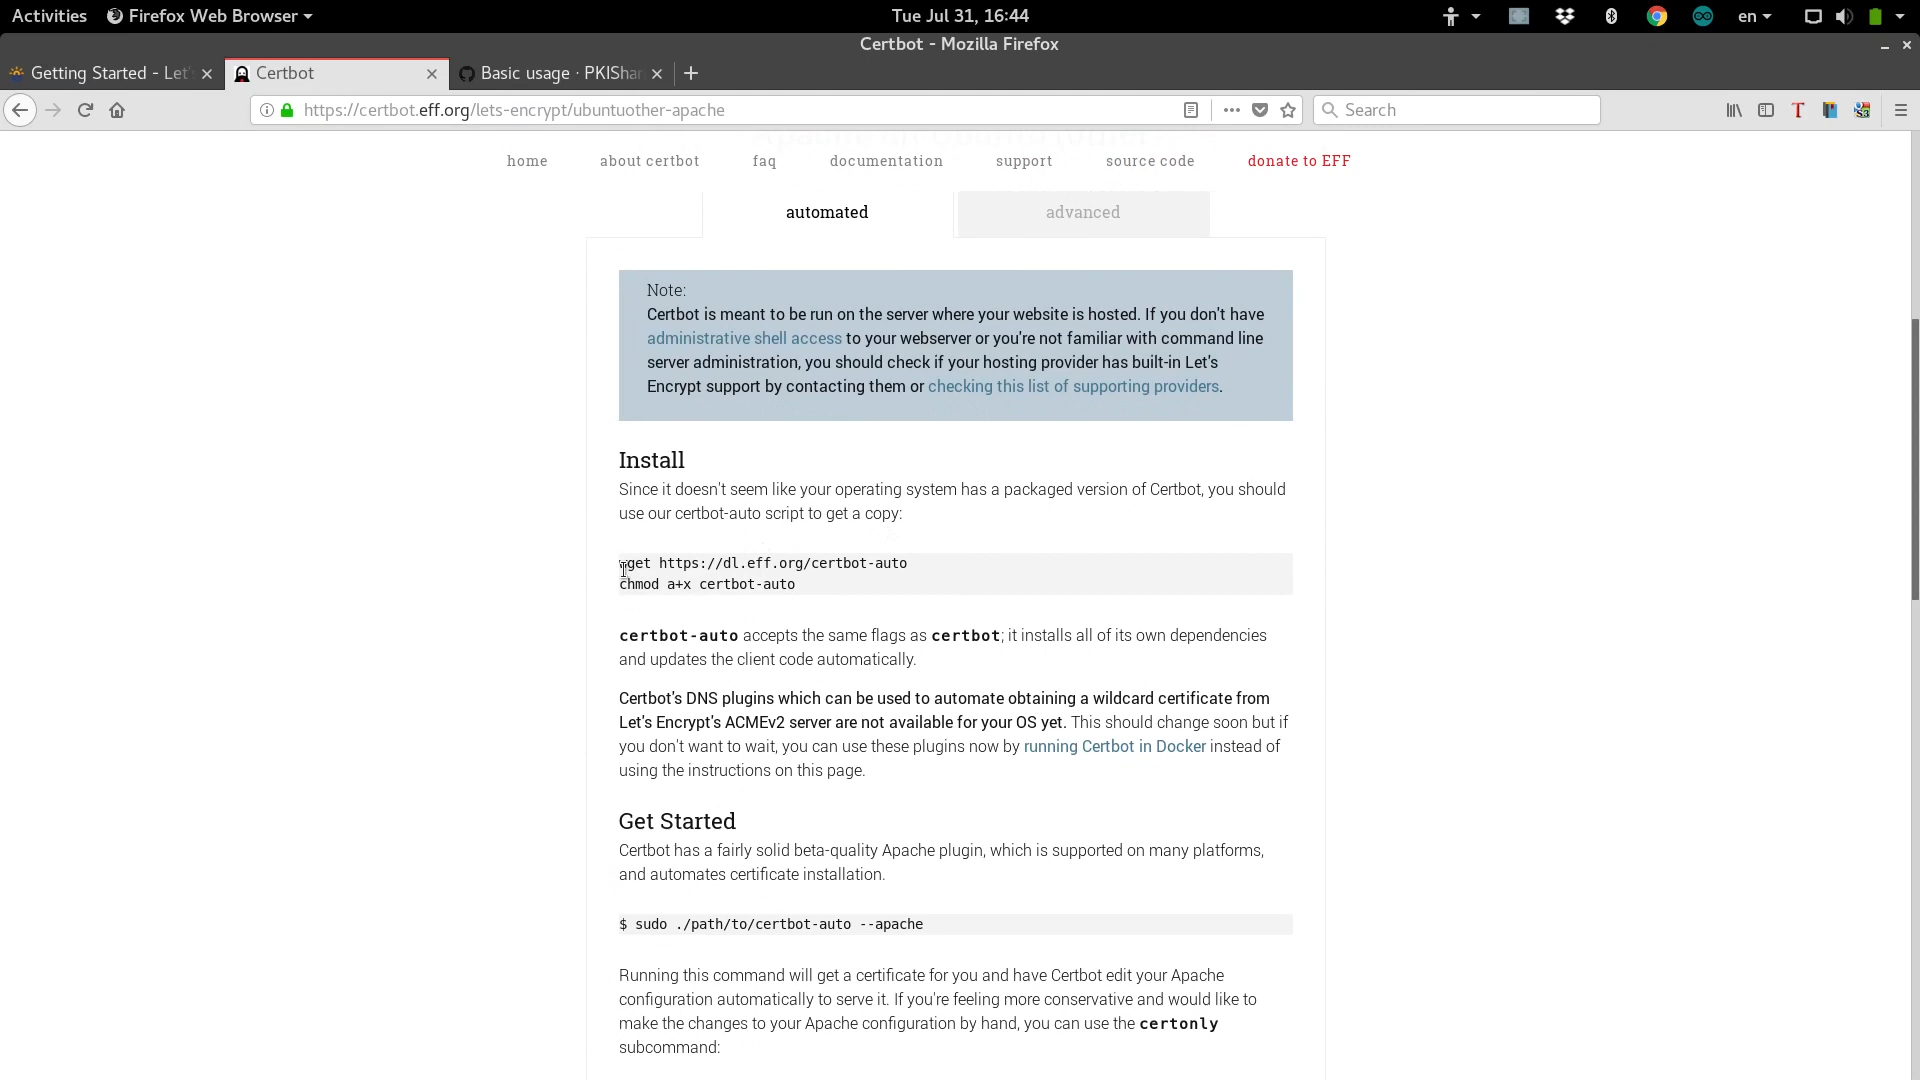 Activities Firefox Web Browser Tue Jul 31, 16:44 en
Certbot - Mozilla Firefox
Getting Started - Let' Certbot Basic usage · PKISha
https://certbot.eff.org/lets-encrypt/ubuntuother-apache Search
home about certbot faq documentation support source code donate to EFF
automated advanced
Note:
Certbot is meant to be run on the server where your website is hosted. If you don't have
administrative shell access to your webserver or you're not familiar with command line
server administration, you should check if your hosting provider has built-in Let's
Encrypt support by contacting them or checking this list of supporting providers.
Install
Since it doesn't seem like your operating system has a packaged version of Certbot, you should
use our certbot-auto script to get a copy:
wget https://dl.eff.org/certbot-auto
chmod a+x certbot-auto
certbot-auto accepts the same flags as certbot; it installs all of its own dependencies
and updates the client code automatically.
Certbot's DNS plugins which can be used to automate obtaining a wildcard certificate from
Let's Encrypt's ACMEv2 server are not available for your OS yet. This should change soon but if
you don't want to wait, you can use these plugins now by running Certbot in Docker instead of
using the instructions on this page.
Get Started
Certbot has a fairly solid beta-quality Apache plugin, which is supported on many platforms,
and automates certificate installation.
$ sudo ./path/to/certbot-auto --apache
Running this command will get a certificate for you and have Certbot edit your Apache
configuration automatically to serve it. If you're feeling more conservative and would like to
make the changes to your Apache configuration by hand, you can use the certonly
subcommand: